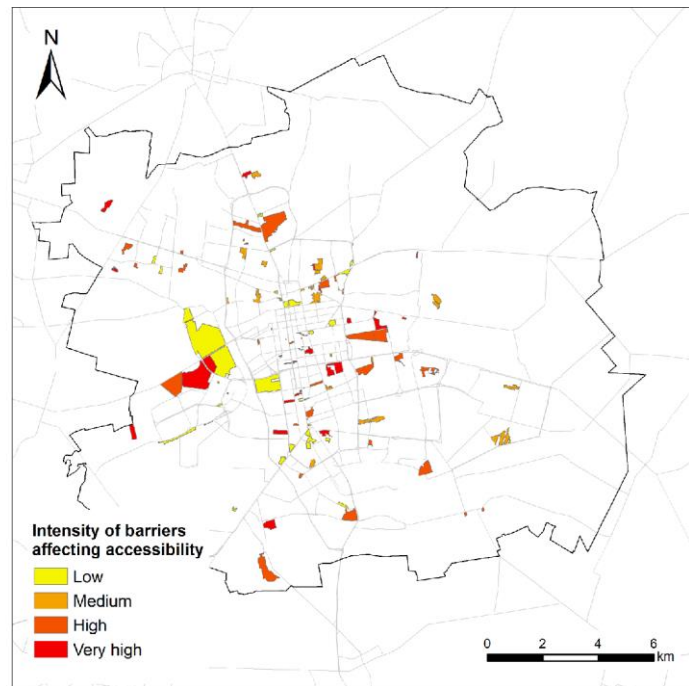 N
Intensity of barriers
affecting accessibility
Low
Medium
High
Very high
0 2 4 6
km